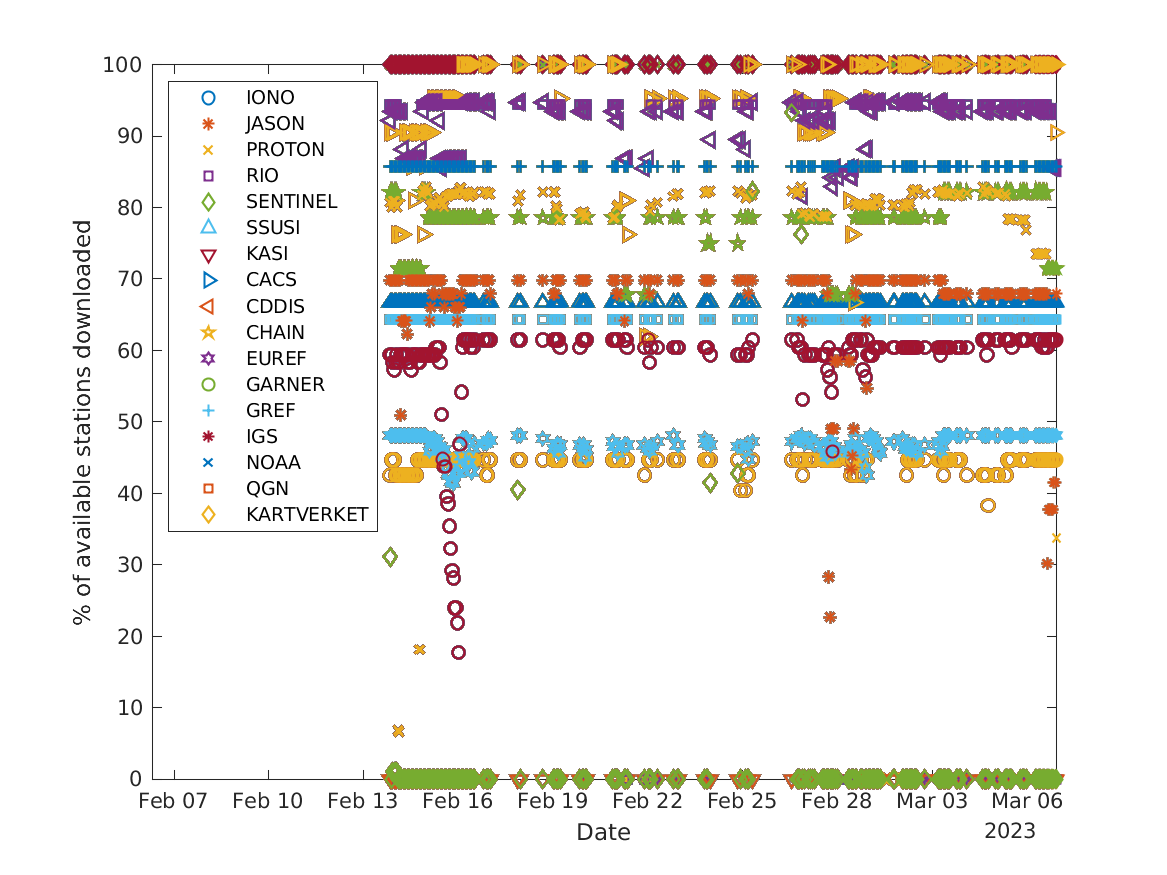 100
90
80
70
60
50
40
30
20
10
0
% of available stations downloaded
IONO
JASON
PROTON
RIO
SENTINEL
SSUSI
KASI
CACS
CDDIS
CHAIN
EUREF
GARNER
GREF
IGS
NOAA
QGN
KARTVERKET
Feb 07 Feb 10 Feb 13 Feb 16 Feb 19 Feb 22 Feb 25 Feb 28 Mar 03 Mar 06
2023
Date